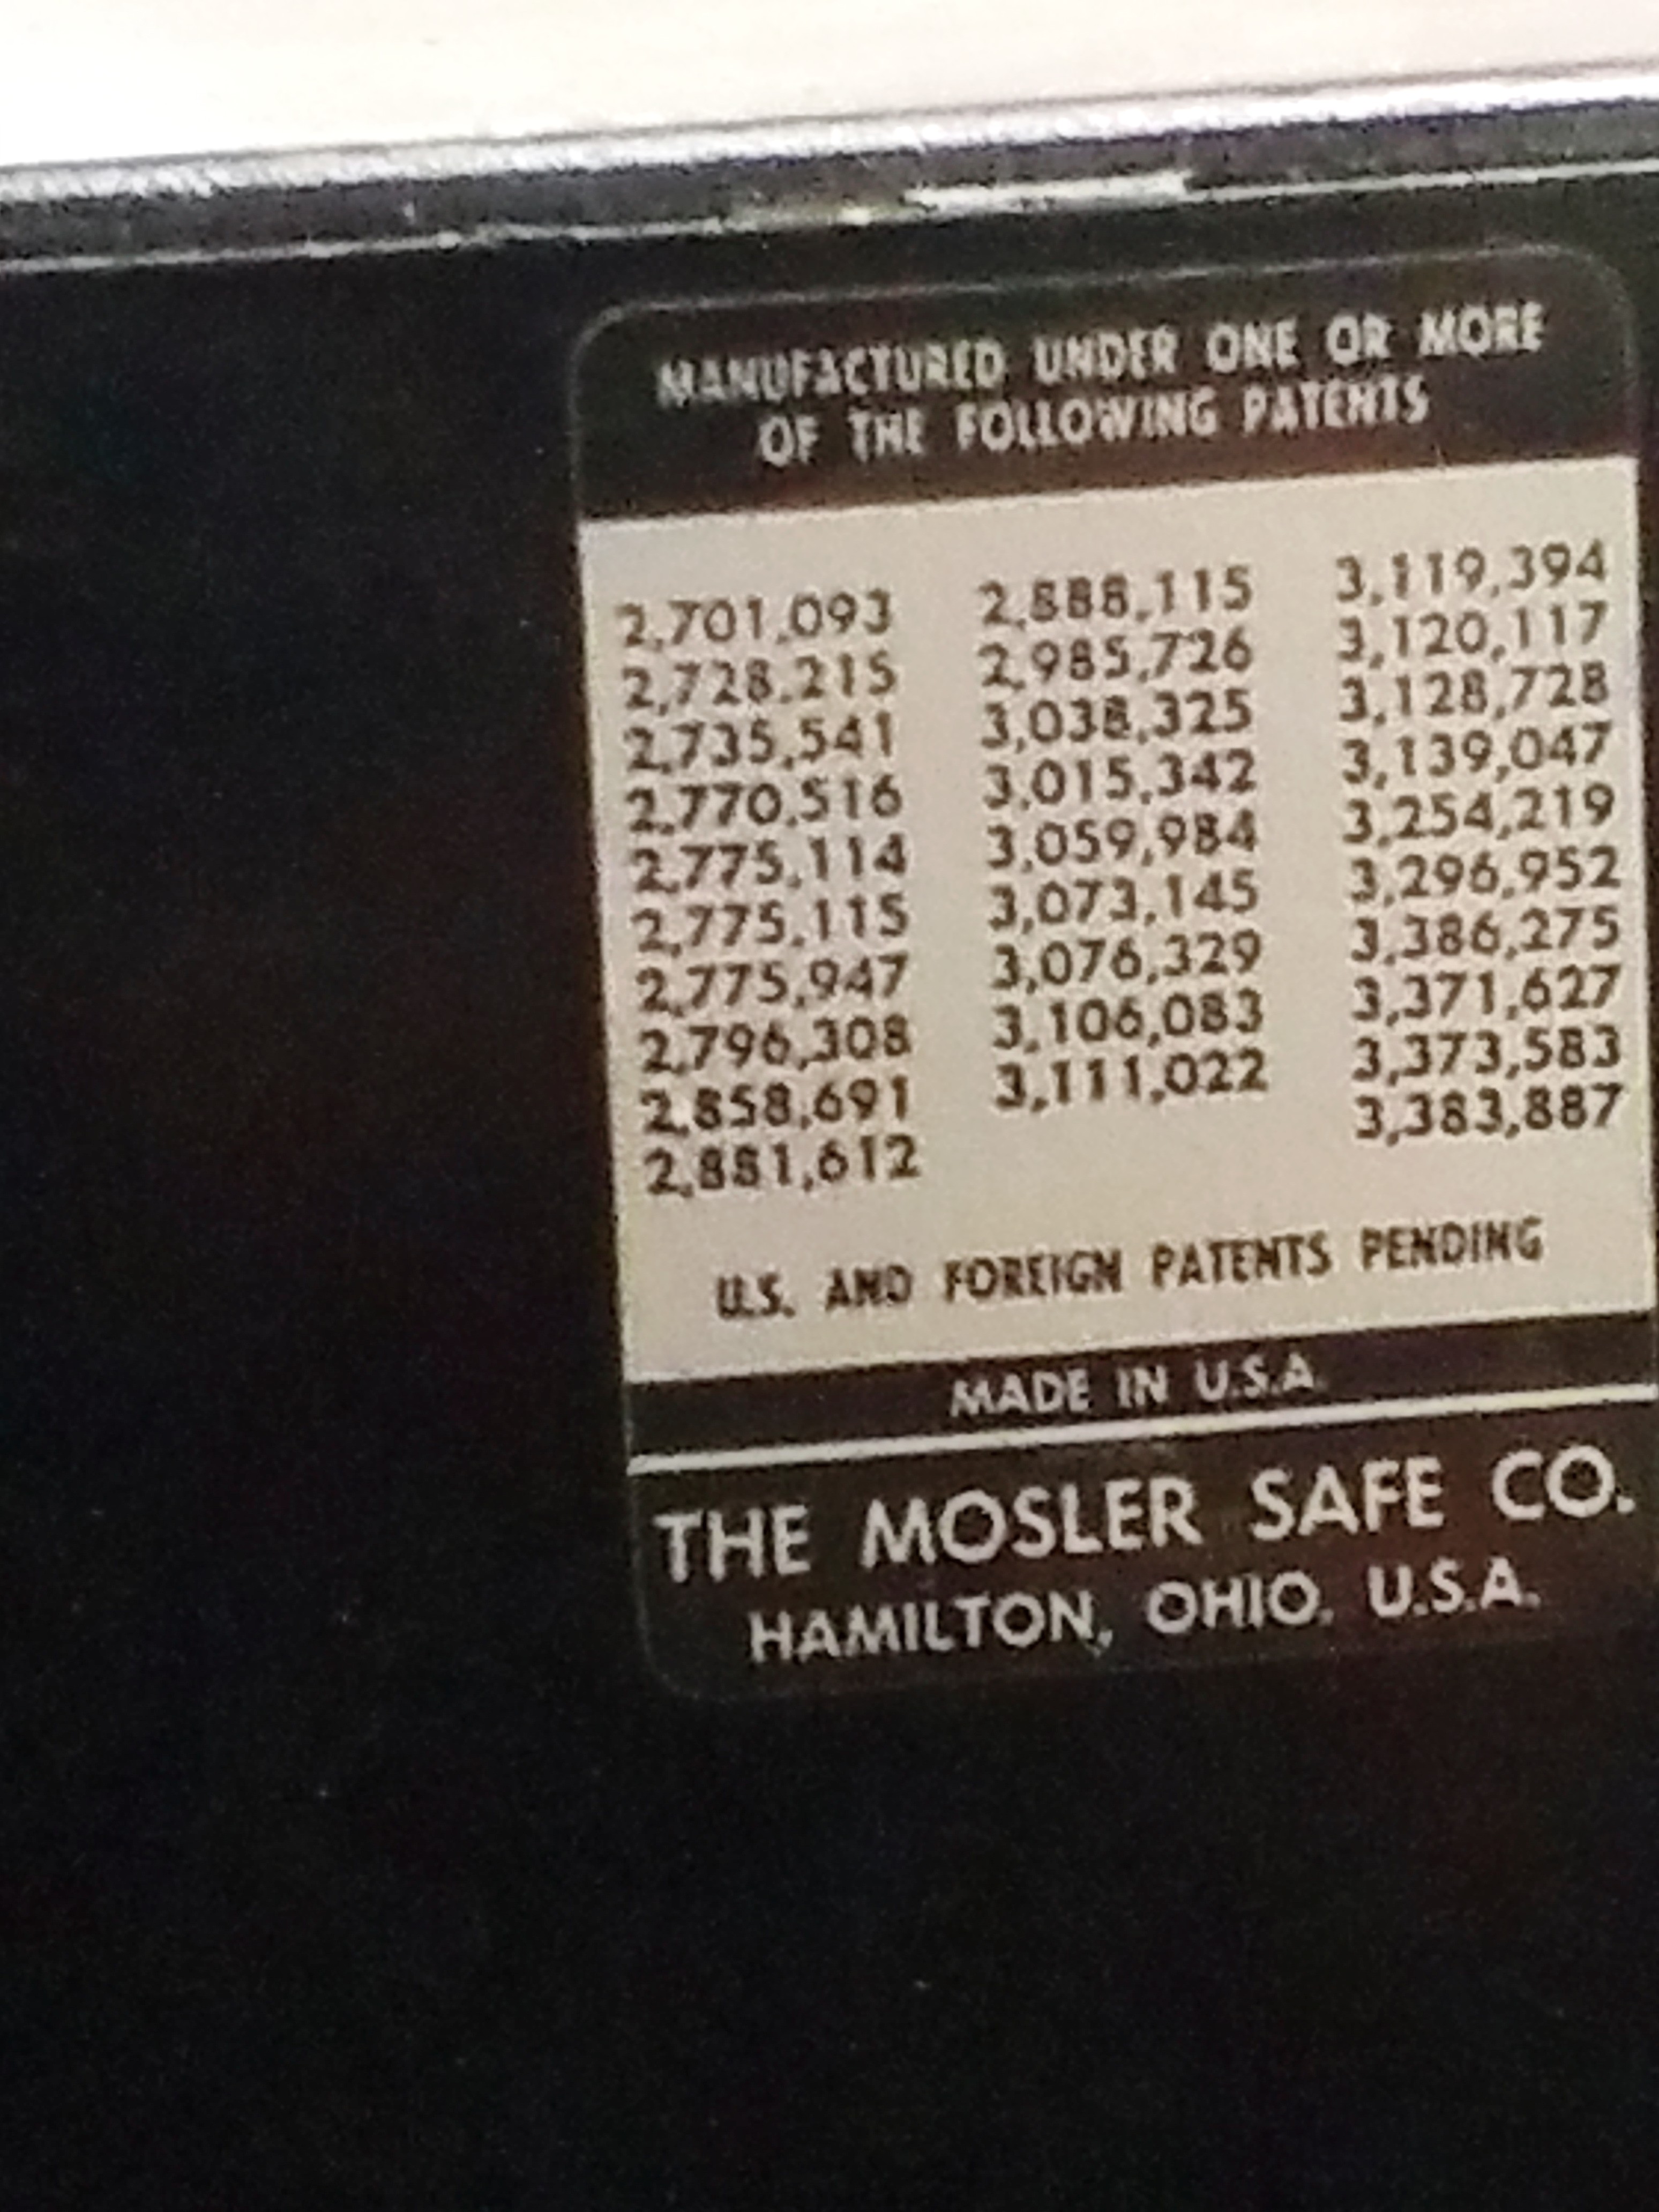 MANUFACTURED UNDER ONE OR MORE
OF THE FOLLOWING PATENTS
2,701,093 2,888,115 3,119,394
2,728,215 2,985,726 3,120,117
2,735,541 3,038,325 3,128,728
2,770,516 3,015,342 3,139,047
2,775,114 3,059,984 3,254,219
2,775,115 3,073,145 3,296,952
2,775,947 3,076,329 3,386,275
2,796,308 3,106,083 3,371,627
2,858,691 3,111,022 3,373,583
2,881,612 3,383,887
U.S. AND FOREIGN PATENTS PENDING
MADE IN U.S.A.
THE MOSLER SAFE CO.
HAMILTON, OHIO. U.S.A.